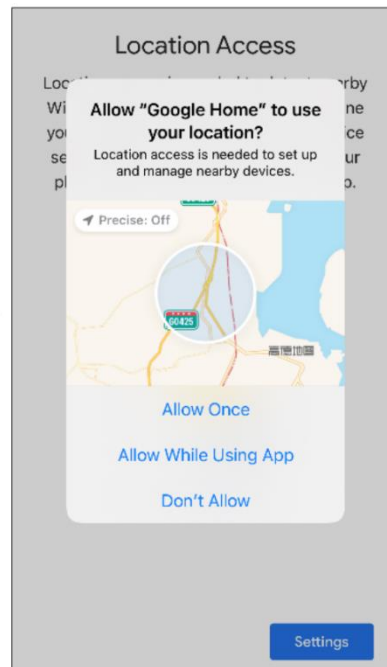 Location Access
Allow "Google Home" to use
your location?
Location access is needed to set up
and manage nearby devices.
Precise: Off
G0425
高德地图
Allow Once
Allow While Using App
Don't Allow
Settings